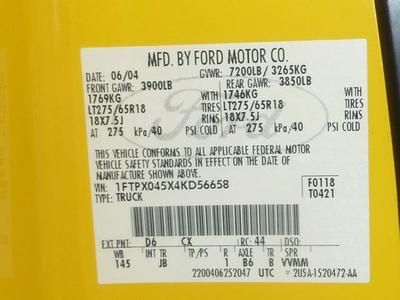 MFD. BY FORD MOTOR CO.
DATE: 06/04 GVWR: 7200LB/ 3265KG
FRONT GAWR: 3900LB REAR GAWR: 3850LB
1769KG WITH 1746KG WITH
LT275/65R18 TIRES LT275/65R18 TIRES
18X7.5J RIMS 18X7.5J RIMS
AT 275 kPa/40 PSI COLD AT 275 kPa/40 PSI COLD
THIS VEHICLE CONFORMS TO ALL APPLICABLE FEDERAL MOTOR
VEHICLE SAFETY STANDARDS IN EFFECT ON THE DATE OF
MANUFACTURE SHOWN ABOVE.
VIN: 1FTPX045X4KD56658 F0118
TYPE: TRUCK T0421
EXT PNT: D6 CX RC: 44 DSO:
WB INT TR TP/PS R AXLE TR SPR
145 JB 1 B6 B VVMM
2200406252047 UTC 2U5A-1520472-AA
Ford